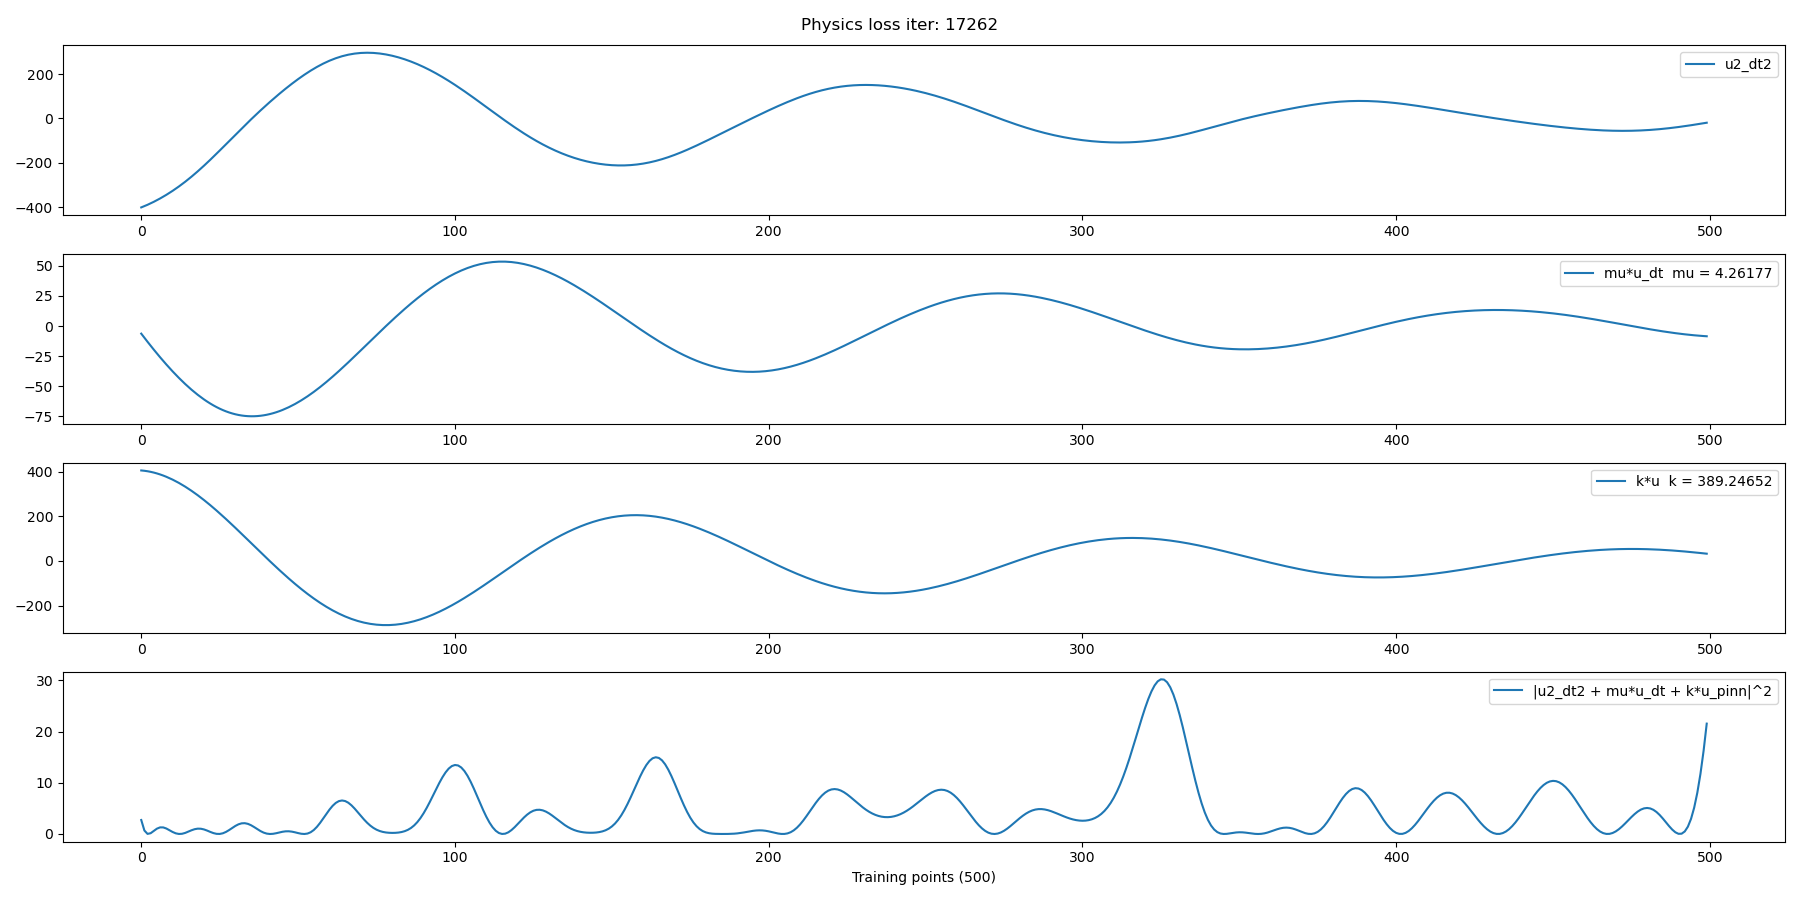 Physics loss iter: 17262
u2_dt2
200
0
−200
−400
0 100 200 300 400 500
mu*u_dt  mu = 4.26177
50
25
0
−25
−50
−75
0 100 200 300 400 500
k*u  k = 389.24652
400
200
0
−200
0 100 200 300 400 500
|u2_dt2 + mu*u_dt + k*u_pinn|^2
30
20
10
0
0 100 200 300 400 500
Training points (500)